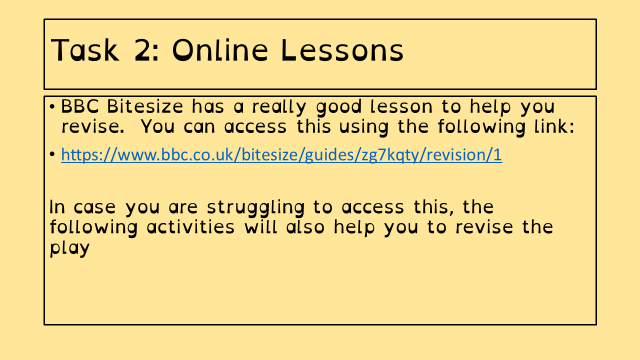 Task 2: Online Lessons
• BBC Bitesize has a really good lesson to help you
revise.  You can access this using the following link:
• https://www.bbc.co.uk/bitesize/guides/zg7kqty/revision/1
In case you are struggling to access this, the
following activities will also help you to revise the
play